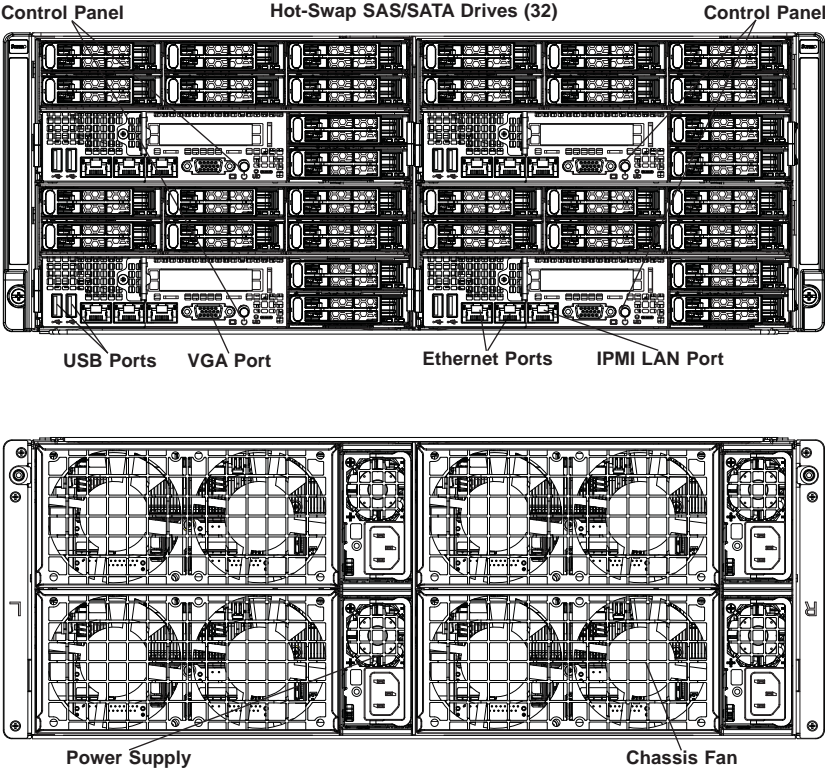 Control Panel
Hot-Swap SAS/SATA Drives (32)
Control Panel
USB Ports
VGA Port
Ethernet Ports
IPMI LAN Port
L
R
Power Supply
Chassis Fan